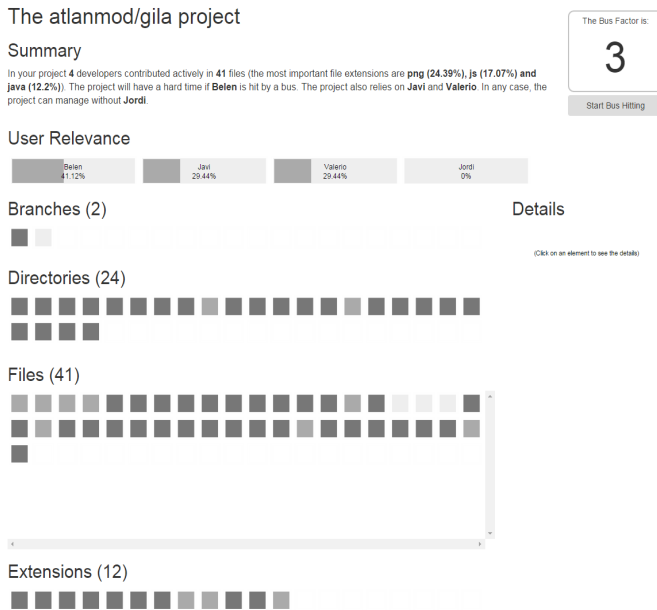 The atlanmod/gila project
The Bus Factor is:
3
Start Bus Hitting
Summary
In your project 4 developers contributed actively in 41 files (the most important file extensions are png (24.39%), js (17.07%) and
java (12.2%)). The project will have a hard time if Belen is hit by a bus. The project also relies on Javi and Valerio. In any case, the
project can manage without Jordi.
User Relevance
Belen
41.12%
Javi
29.44%
Valerio
29.44%
Jordi
0%
Branches (2)
Details
(Click on an element to see the details)
Directories (24)
Files (41)
Extensions (12)